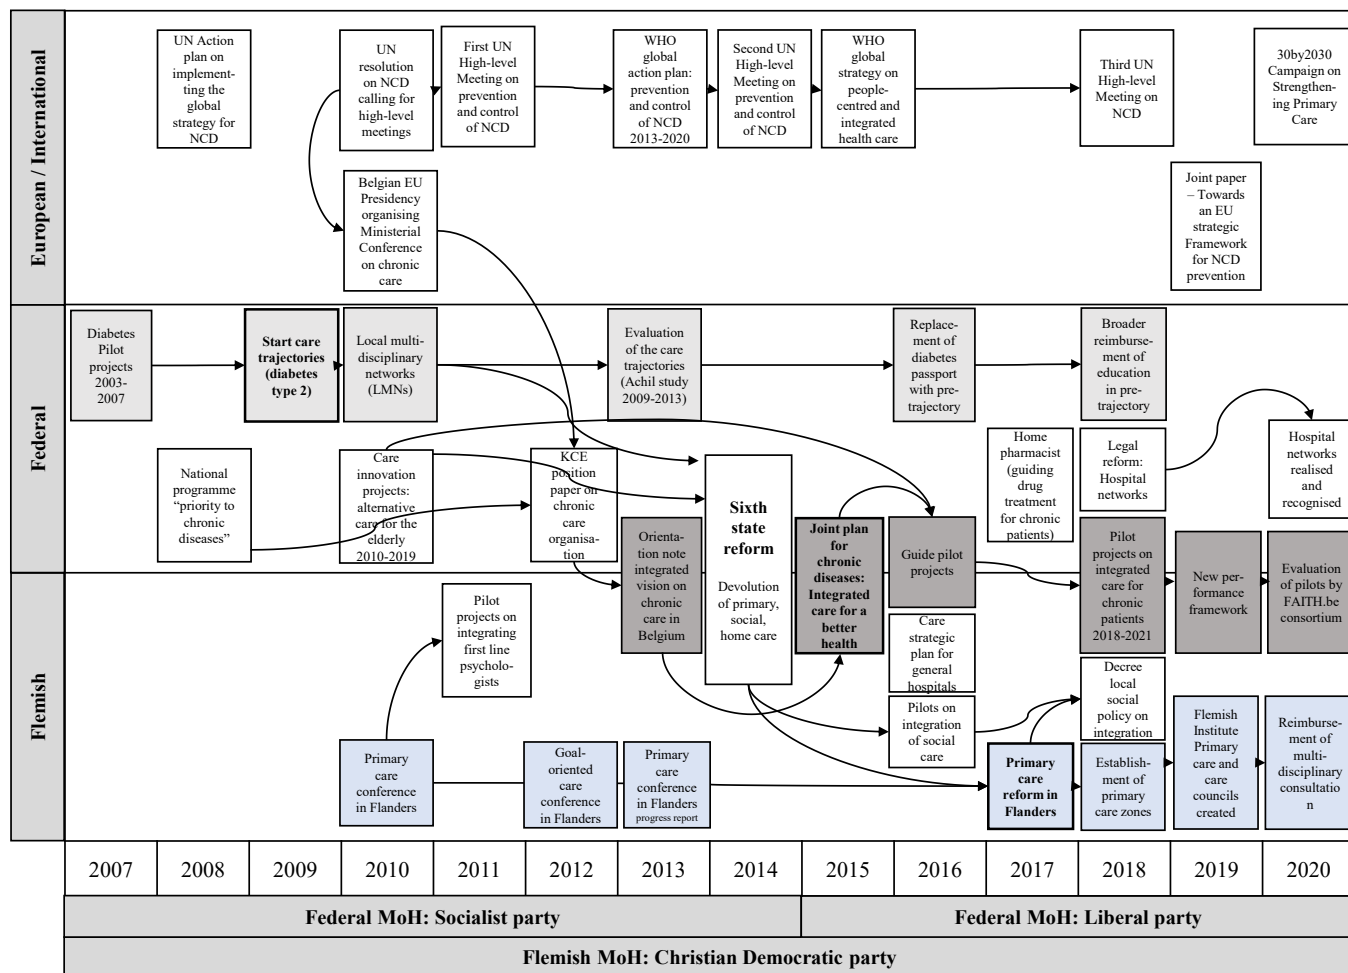 European / International
UN Action
plan on
implemen-
ting the
global
strategy for
NCD
UN
resolution
on NCD
calling for
high-level
meetings
First UN
High-level
Meeting on
prevention
and control
of NCD
WHO
global
action plan:
prevention
and control
of NCD
2013-2020
Second UN
High-level
Meeting on
prevention
and control
of NCD
WHO
global
strategy on
people-
centred and
integrated
health care
Third UN
High-level
Meeting on
NCD
30by2030
Campaign on
Strengthen-
ing Primary
Care
Belgian EU
Presidency
organising
Ministerial
Conference
on chronic
care
Joint paper
– Towards
an EU
strategic
Framework
for NCD
prevention
Federal
Diabetes
Pilot
projects
2003-
2007
Start care
trajectories
(diabetes
type 2)
Local multi-
disciplinary
networks
(LMNs)
Evaluation
of the care
trajectories
(Achil study
2009-2013)
Replace-
ment of
diabetes
passport
with pre-
trajectory
Broader
reimburse-
ment of
education
in pre-
trajectory
National
programme
“priority to
chronic
diseases”
Care
innovation
projects:
alternative
care for the
elderly
2010-2019
KCE
position
paper on
chronic care
organisa-
tion
Home
pharmacist
(guiding
drug
treatment
for chronic
patients)
Legal
reform:
Hospital
networks
Hospital
networks
realised
and
recognised
Orienta-
tion note
integrated
vision on
chronic
care in
Belgium
Sixth
state
reform
Devolution
of primary,
social,
home care
Joint plan
for
chronic
diseases:
Integrated
care for a
better
health
Guide pilot
projects
Pilot
projects on
integrated
care for
chronic
patients
2018-2021
New per-
formance
framework
Evaluation
of pilots by
FAITH.be
consortium
Flemish
Pilot
projects on
integrating
first line
psycholo-
gists
Care
strategic
plan for
general
hospitals
Pilots on
integration
of social
care
Decree
local
social
policy on
integration
Primary
care
conference
in Flanders
Goal-
oriented
care
conference
in Flanders
Primary
care
conference
in Flanders
progress report
Primary
care
reform in
Flanders
Establish-
ment of
primary
care zones
Flemish
Institute
Primary
care and
care
councils
created
Reimburse-
ment of
multi-
disciplinary
consultatio
n
2007 2008 2009 2010 2011 2012 2013 2014 2015 2016 2017 2018 2019 2020
Federal MoH: Socialist party
Federal MoH: Liberal party
Flemish MoH: Christian Democratic party